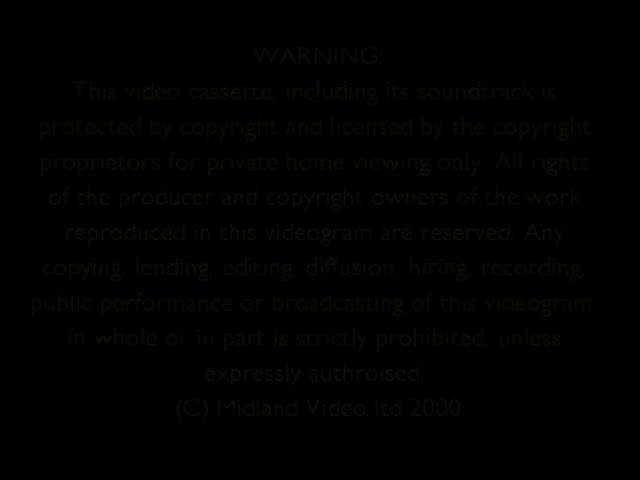 WARNING:
This video cassette, including its soundtrack is
protected by copyright and licensed by the copyright
proprietors for private home viewing only. All rights
of the producer and copyright owners of the work
reproduced in this videogram are reserved. Any
copying, lending, editing, diffusion, hiring, recording,
public performance or broadcasting of this videogram
in whole or in part is strictly prohibited, unless
expressly authroised.
(C) Midland Video ltd 2000